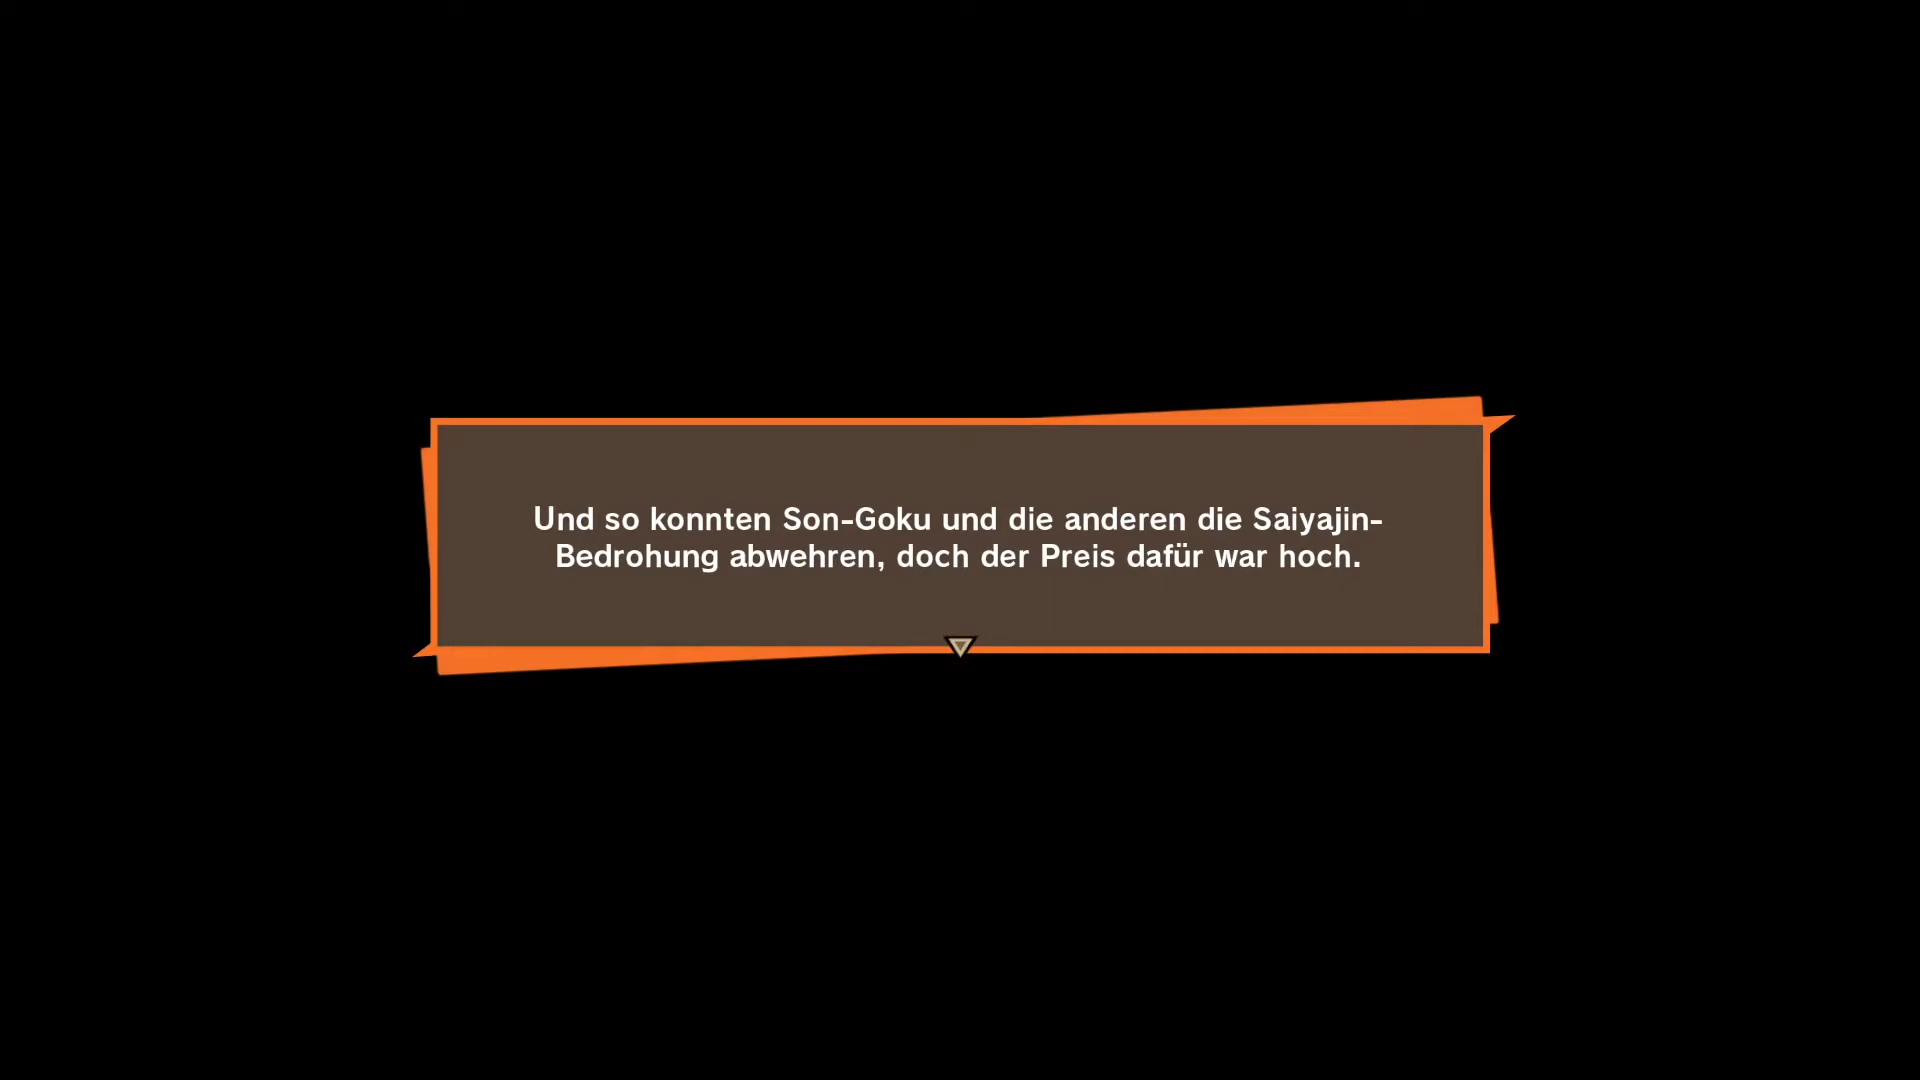 Und so konnten Son-Goku und die anderen die Saiyajin-
Bedrohung abwehren, doch der Preis dafür war hoch.